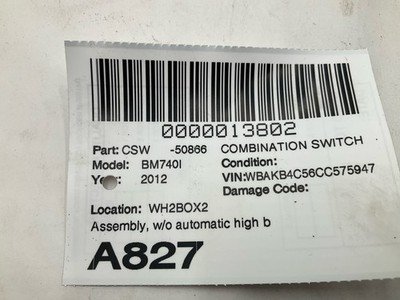 0000013802
Part: CSW -50866 COMBINATION SWITCH
Model: BM740I Condition:
Year: 2012 VIN:WBAKB4C56CC575947
Damage Code:
Location: WH2BOX2
Assembly, w/o automatic high b
A827